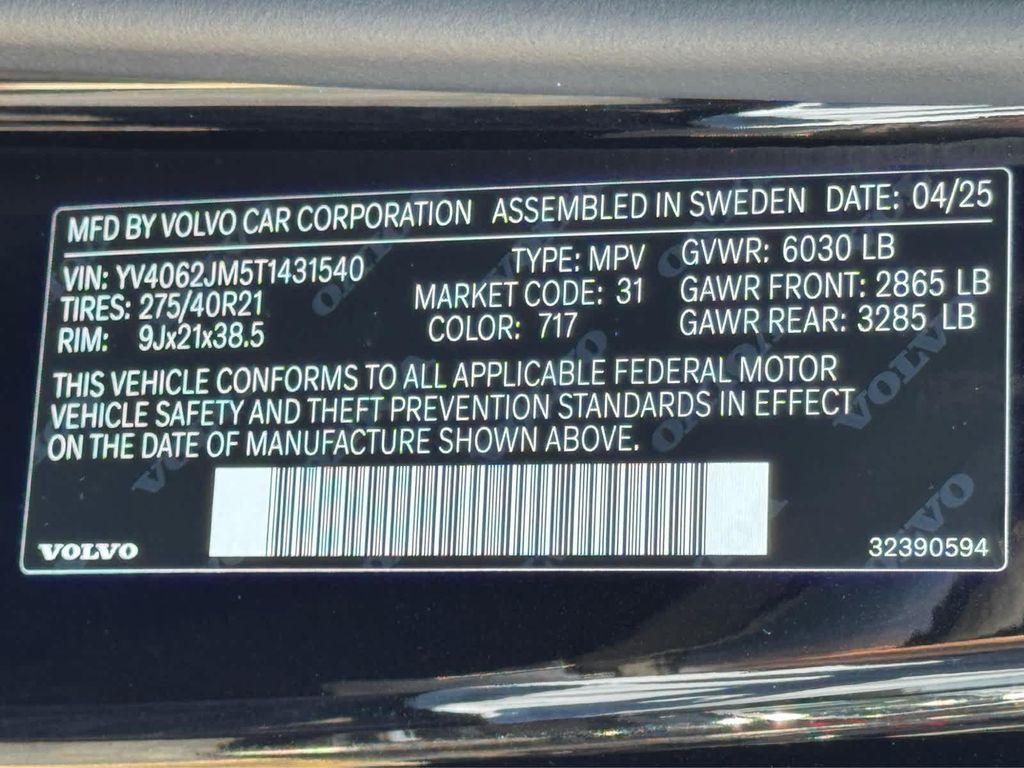 MFD BY VOLVO CAR CORPORATION ASSEMBLED IN SWEDEN DATE: 04/25
VIN: YV4062JM5T1431540 TYPE: MPV GVWR: 6030 LB
TIRES: 275/40R21 MARKET CODE: 31 GAWR FRONT: 2865 LB
RIM: 9Jx21x38.5 COLOR: 717 GAWR REAR: 3285 LB
THIS VEHICLE CONFORMS TO ALL APPLICABLE FEDERAL MOTOR
VEHICLE SAFETY AND THEFT PREVENTION STANDARDS IN EFFECT
ON THE DATE OF MANUFACTURE SHOWN ABOVE.
VOLVO 32390594